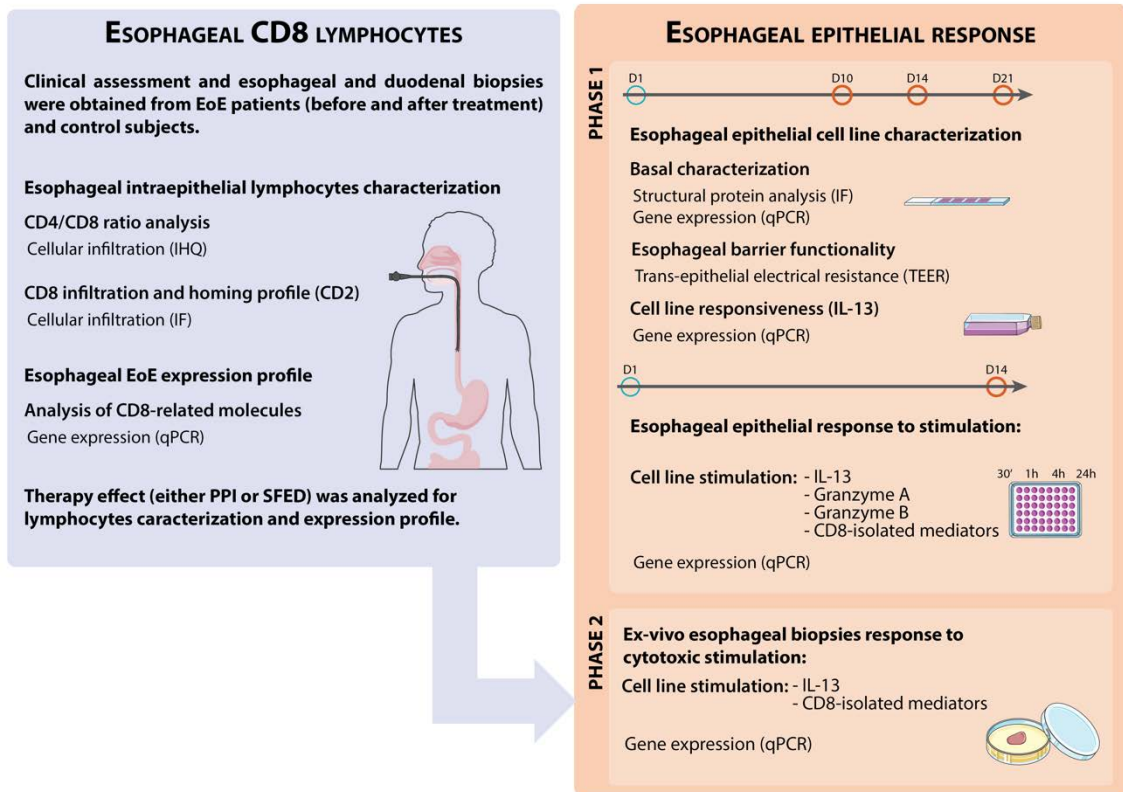 ESOPHAGEAL CD8 LYMPHOCYTES
Clinical assessment and esophageal and duodenal biopsies
were obtained from EoE patients (before and after treatment)
and control subjects.
Esophageal intraepithelial lymphocytes characterization
CD4/CD8 ratio analysis
Cellular infiltration (IHQ)
CD8 infiltration and homing profile (CD2)
Cellular infiltration (IF)
Esophageal EoE expression profile
Analysis of CD8-related molecules
Gene expression (qPCR)
Therapy effect (either PPI or SFED) was analyzed for
lymphocytes caracterization and expression profile.
ESOPHAGEAL EPITHELIAL RESPONSE
PHASE 1
D1 D10 D14 D21
Esophageal epithelial cell line characterization
Basal characterization
Structural protein analysis (IF)
Gene expression (qPCR)
Esophageal barrier functionality
Trans-epithelial electrical resistance (TEER)
Cell line responsiveness (IL-13)
Gene expression (qPCR)
D1 D14
Esophageal epithelial response to stimulation:
Cell line stimulation: - IL-13
- Granzyme A
- Granzyme B
- CD8-isolated mediators
30' 1h 4h 24h
Gene expression (qPCR)
PHASE 2
Ex-vivo esophageal biopsies response to
cytotoxic stimulation:
Cell line stimulation: - IL-13
- CD8-isolated mediators
Gene expression (qPCR)